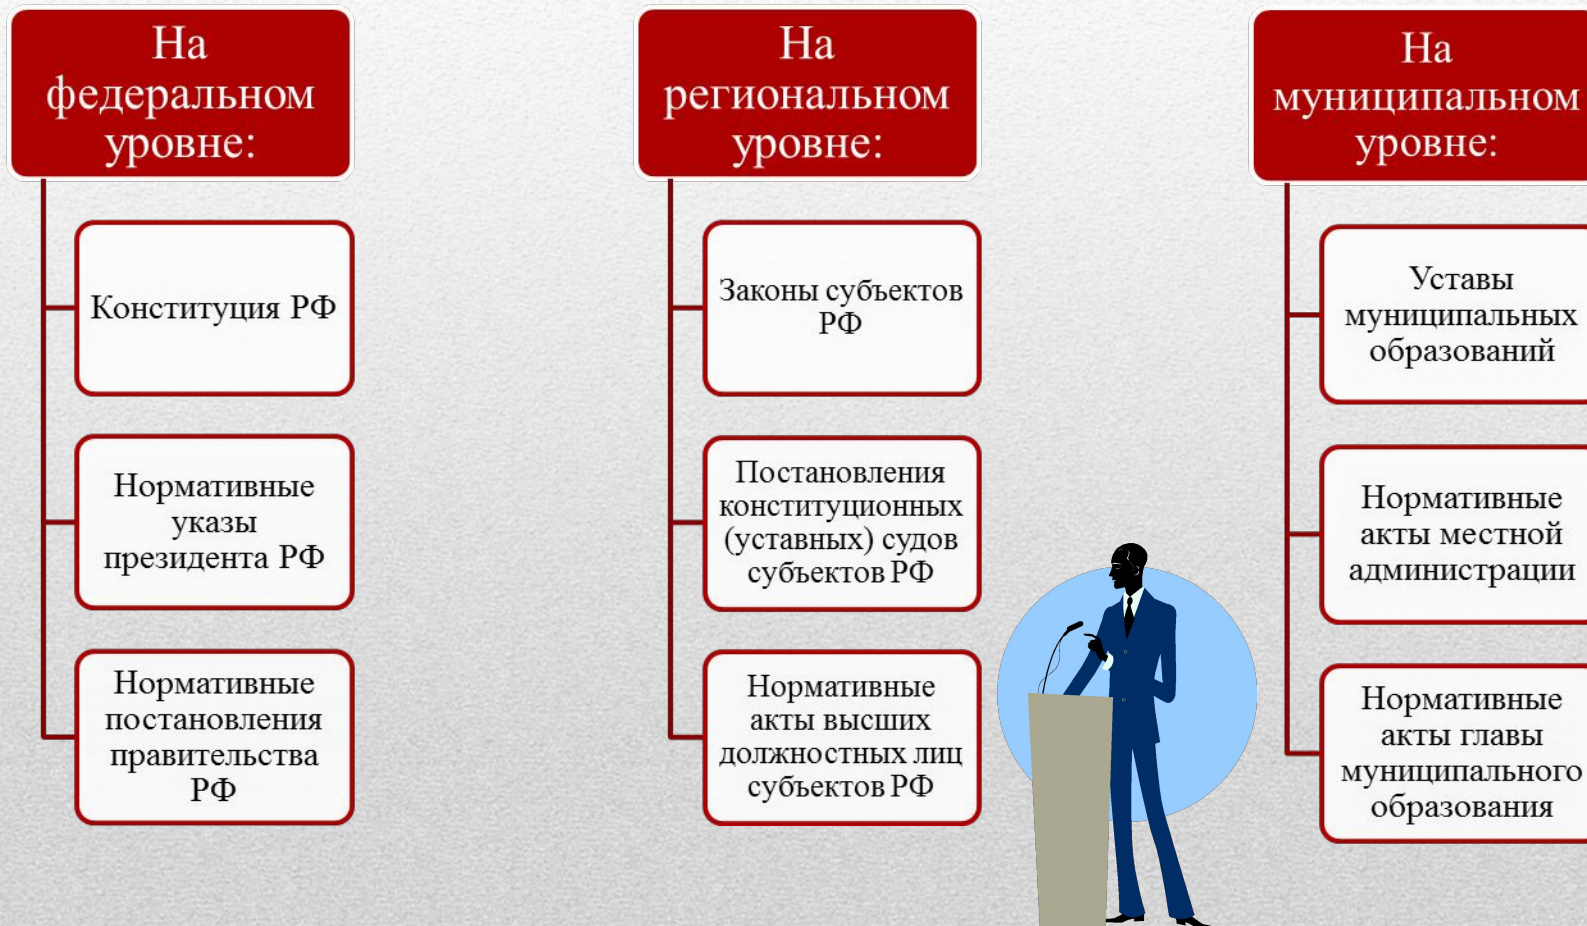 На
федеральном
уровне:
Конституция РФ
Нормативные
указы
президента РФ
Нормативные
постановления
правительства
РФ
На
региональном
уровне:
Законы субъектов
РФ
Постановления
конституционных
(уставных) судов
субъектов РФ
Нормативные
акты высших
должностных лиц
субъектов РФ
На
муниципальном
уровне:
Уставы
муниципальных
образований
Нормативные
акты местной
администрации
Нормативные
акты главы
муниципального
образования